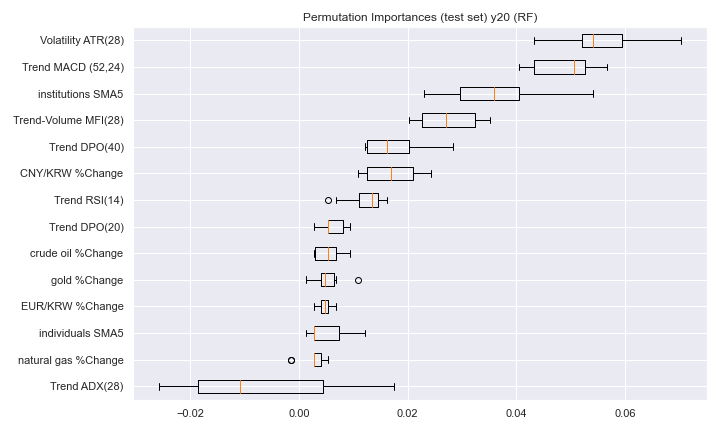 Permutation Importances (test set) y20 (RF)
Volatility ATR(28)
Trend MACD (52,24)
institutions SMA5
Trend-Volume MFI(28)
Trend DPO(40)
CNY/KRW %Change
Trend RSI(14)
Trend DPO(20)
crude oil %Change
gold %Change
EUR/KRW %Change
individuals SMA5
natural gas %Change
Trend ADX(28)
−0.02 0.00 0.02 0.04 0.06